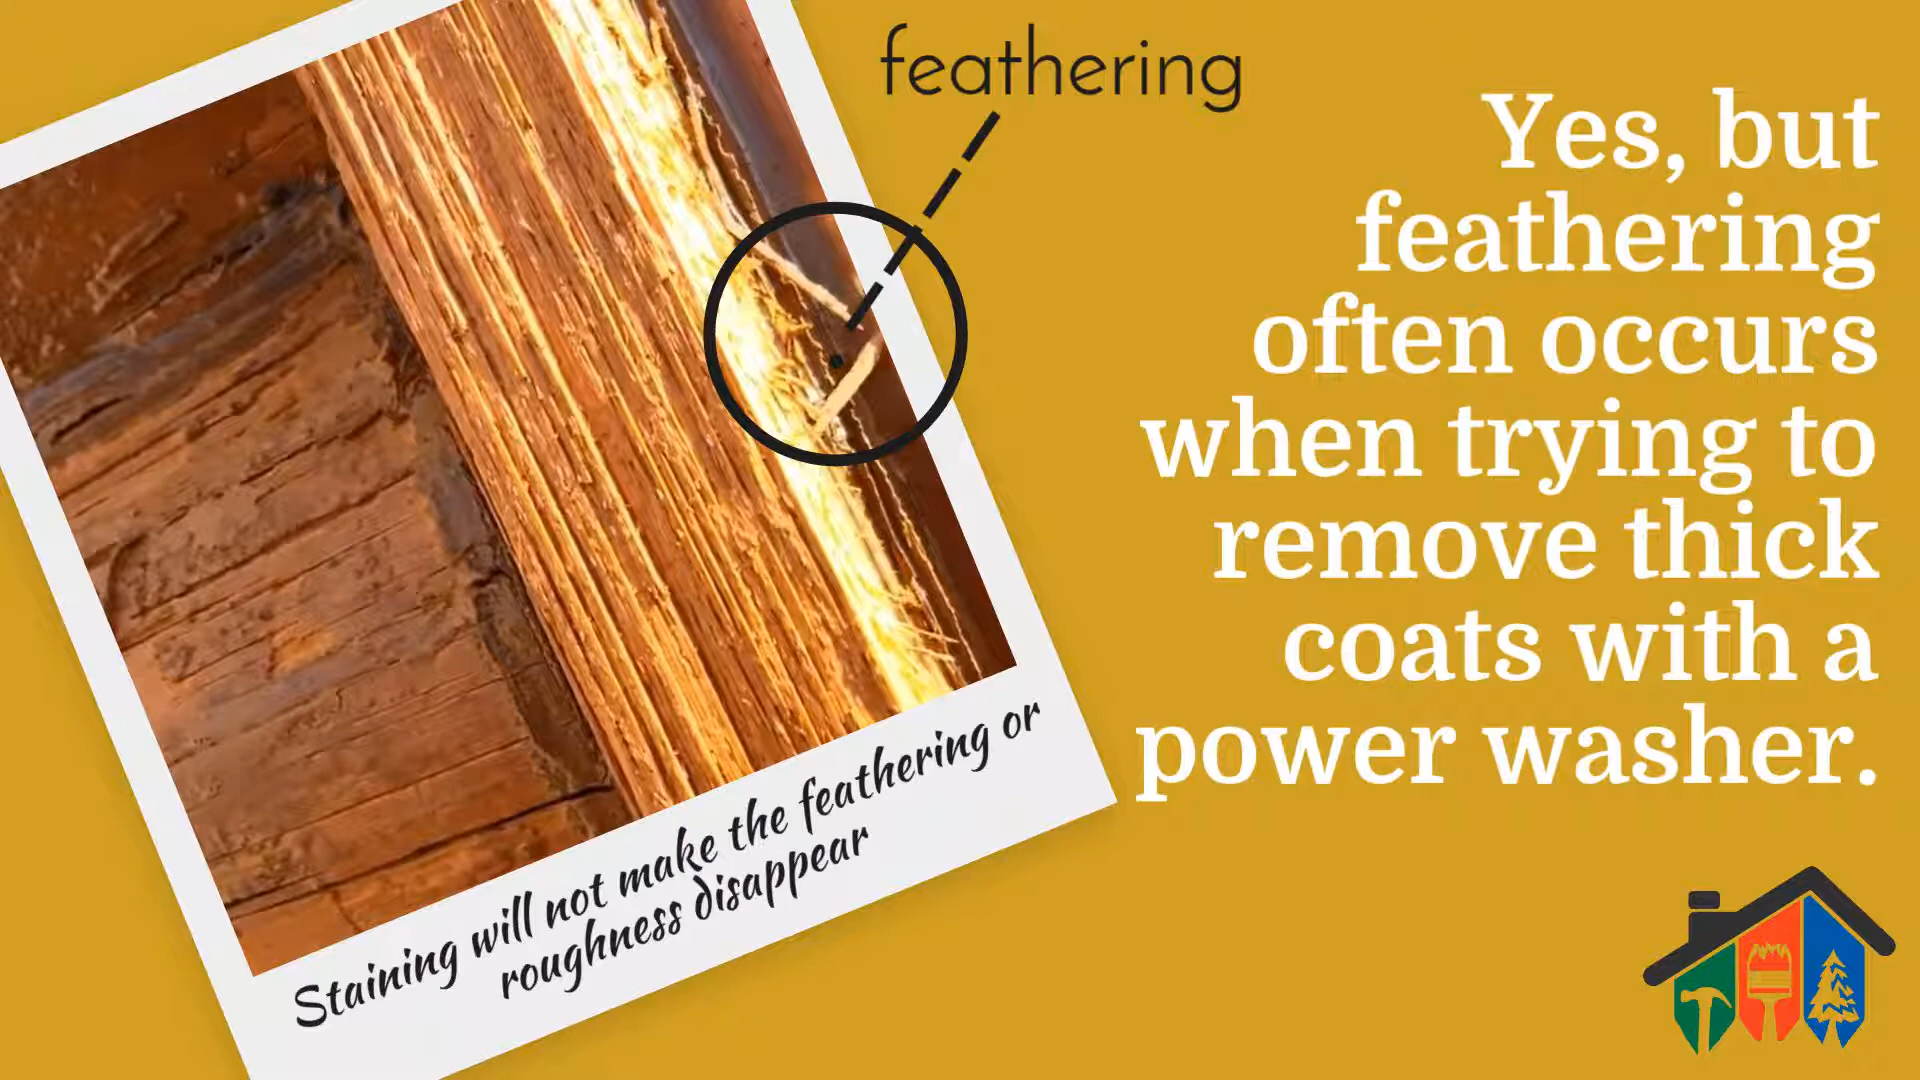 feathering
Yes, but
feathering
often occurs
when trying to
remove thick
coats with a
power washer.
Staining will not make the feathering or
roughness disappear